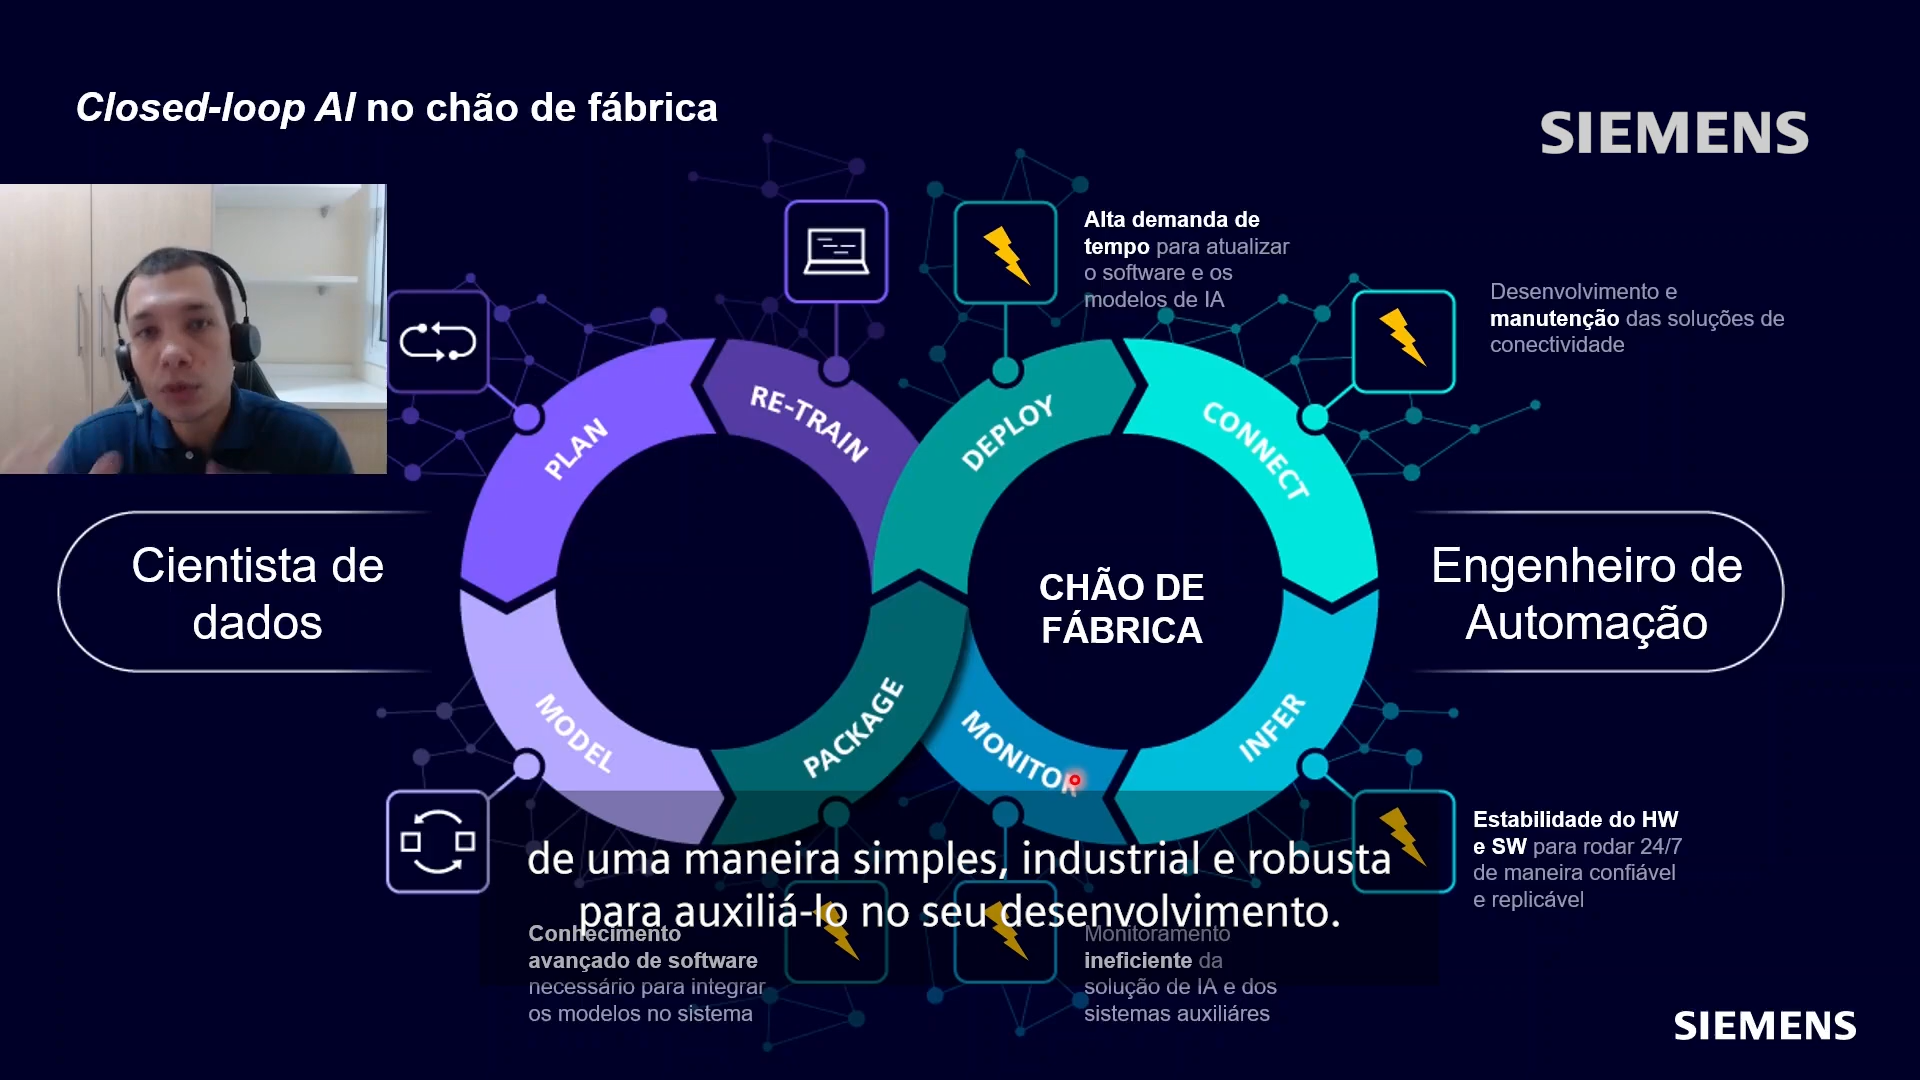 Closed-loop AI no chão de fábrica
SIEMENS
Alta demanda de
tempo para atualizar
o software e os
modelos de IA
Desenvolvimento e
manutenção das soluções de
conectividade
PLAN
RE-TRAIN
DEPLOY
CONNECT
Cientista de
dados
CHÃO DE
FÁBRICA
Engenheiro de
Automação
MODEL
PACKAGE
MONITOR
INFER
Estabilidade do HW
e SW para rodar 24/7
de maneira confiável
e replicável
de uma maneira simples, industrial e robusta
para auxiliá-lo no seu desenvolvimento.
Conhecimento
avançado de software
necessário para integrar
os modelos no sistema
Monitoramento
ineficiente da
solução de IA e dos
sistemas auxiliáres
SIEMENS